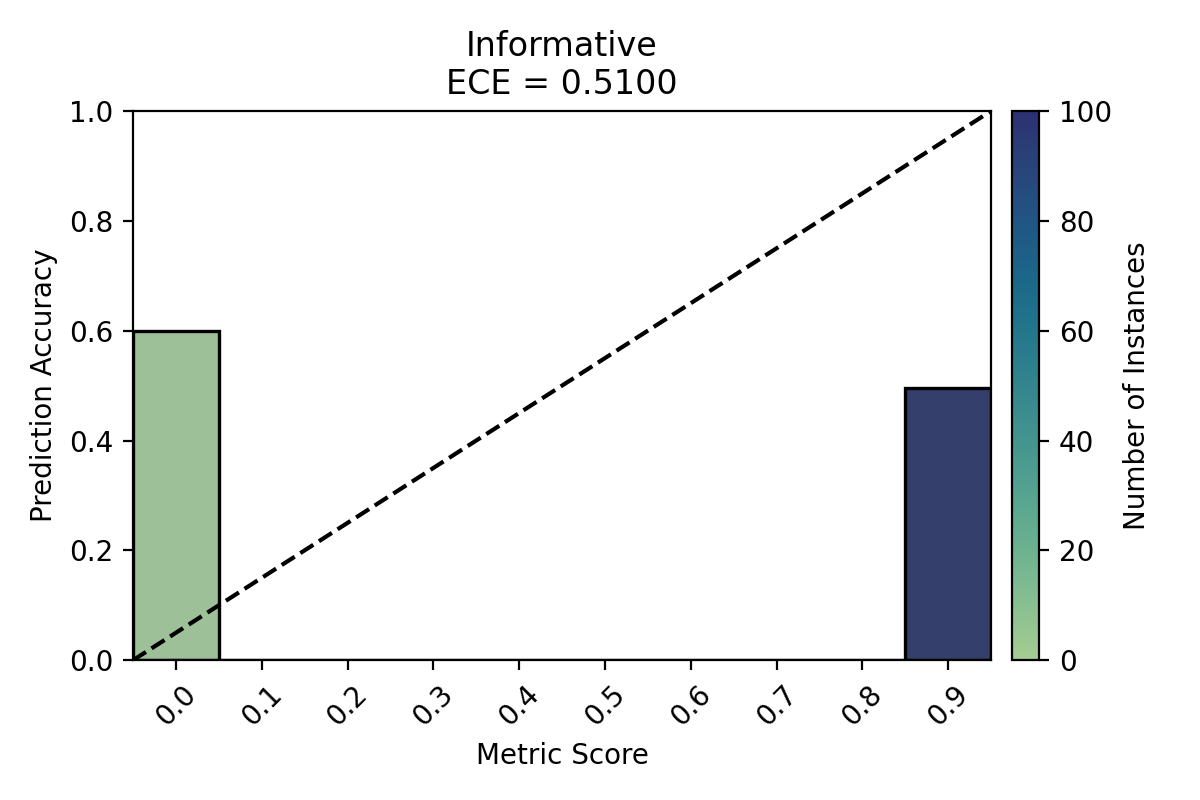 Informative
ECE = 0.5100
1.0
0.8
0.6
0.4
0.2
0.0
Prediction Accuracy
0.0 0.1 0.2 0.3 0.4 0.5 0.6 0.7 0.8 0.9
Metric Score
100
80
60
40
20
0
Number of Instances